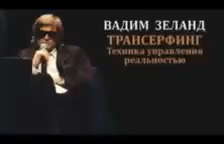 ВАДИМ ЗЕЛАНД
ТРАНСЕРФИНГ
Техника управления
реальностью